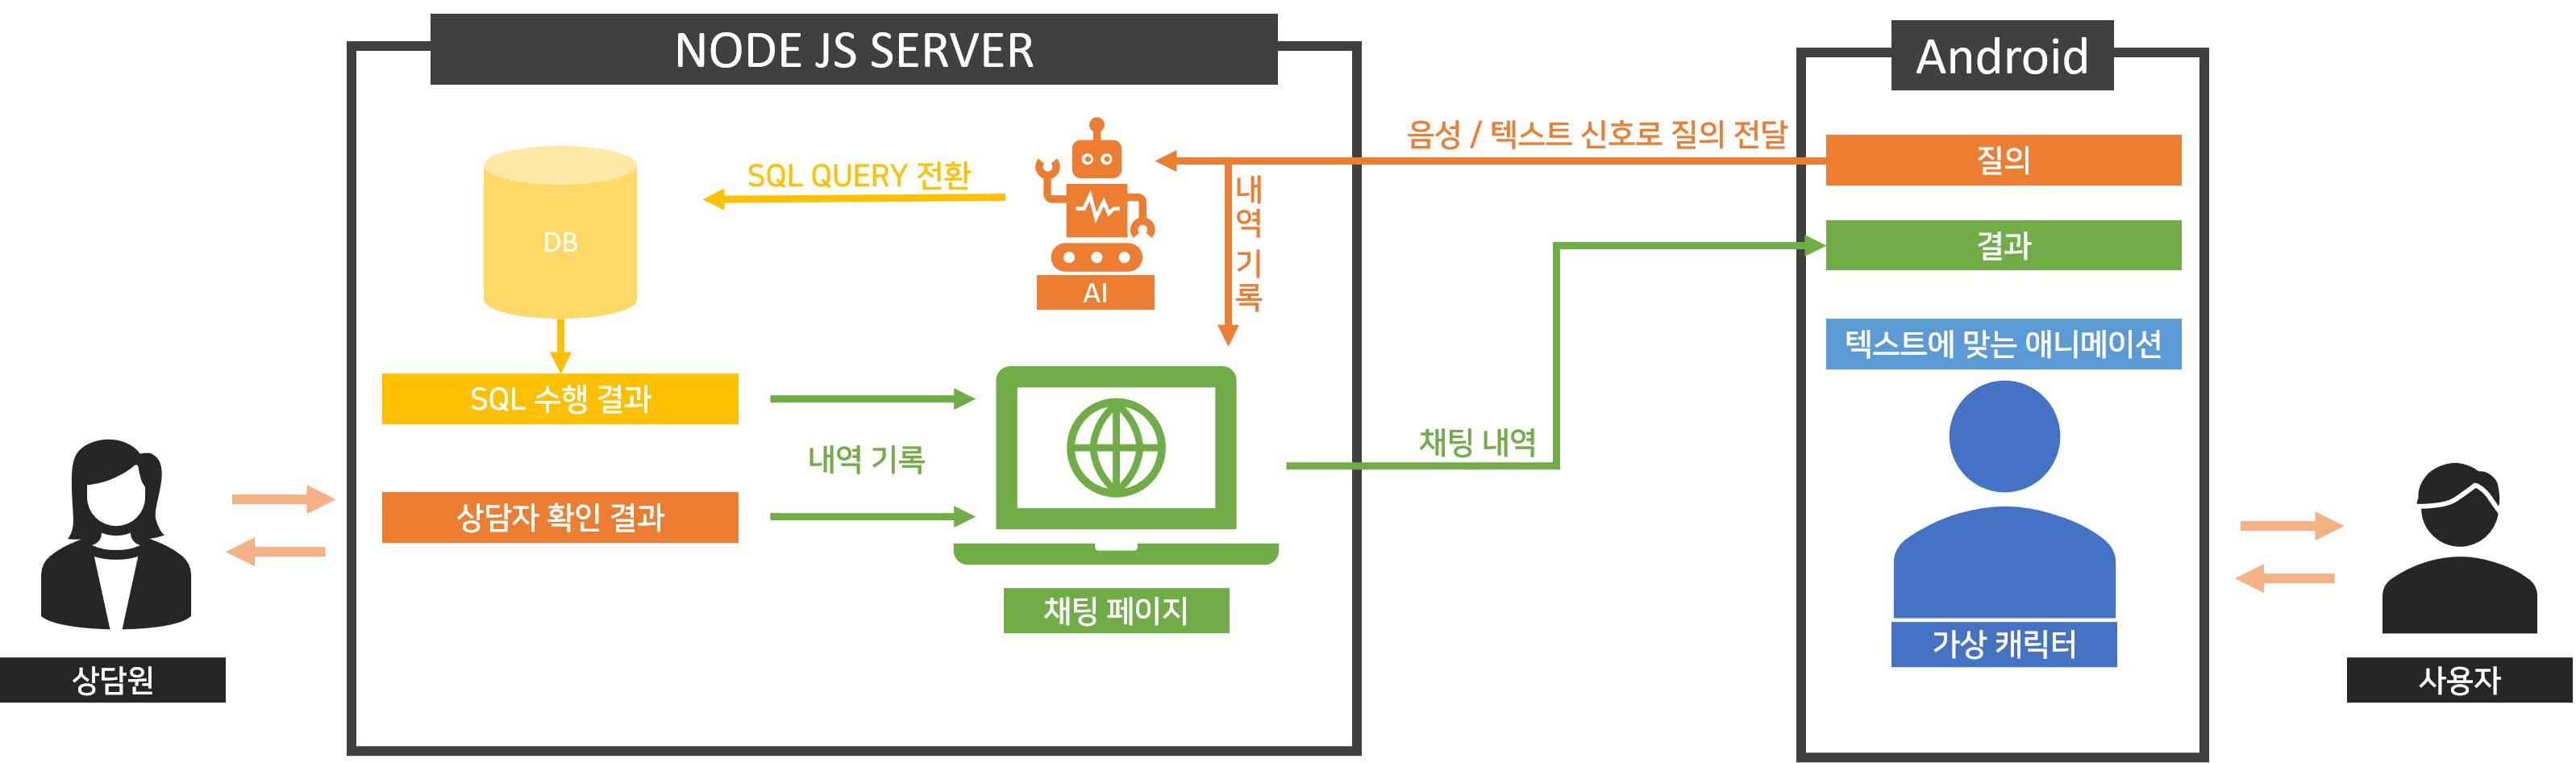 NODE JS SERVER
Android
음성 / 텍스트 신호로 질의 전달
질의
SQL QUERY 전환
내역 기록
DB
결과
AI
텍스트에 맞는 애니메이션
SQL 수행 결과
채팅 내역
내역 기록
상담자 확인 결과
채팅 페이지
가상 캐릭터
상담원
사용자